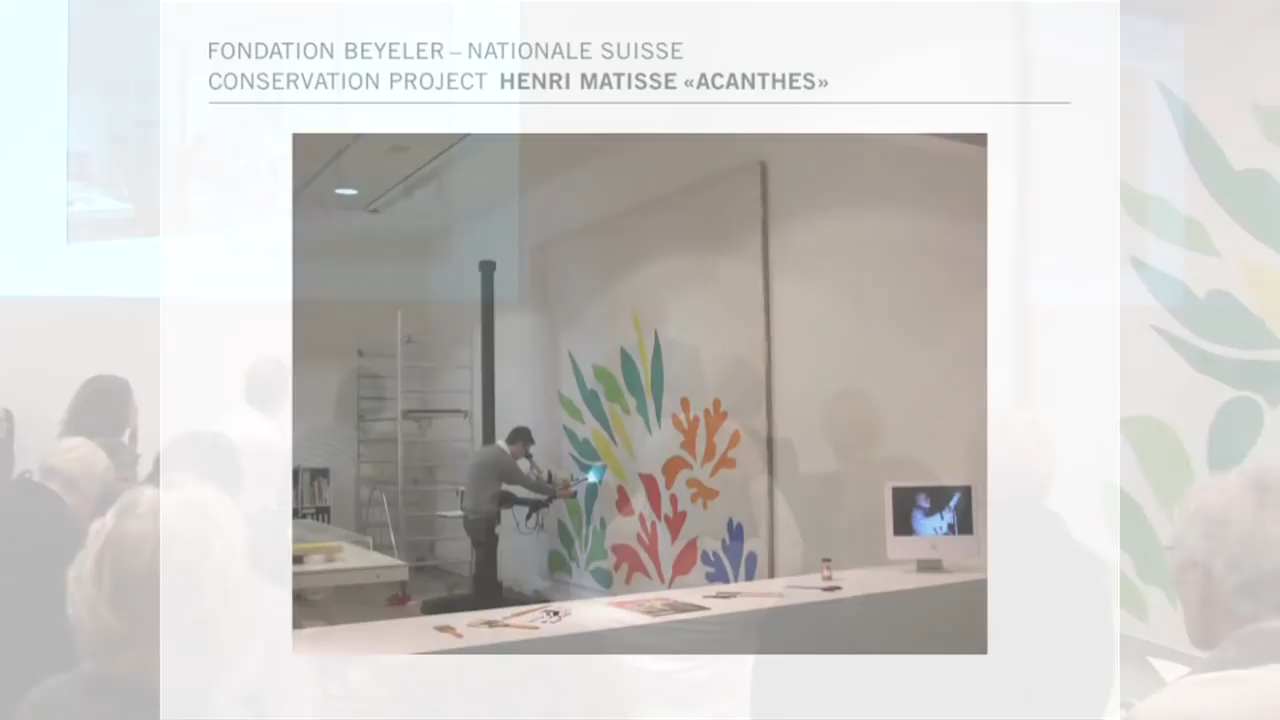 FONDATION BEYELER – NATIONALE SUISSE
CONSERVATION PROJECT HENRI MATISSE «ACANTHES»